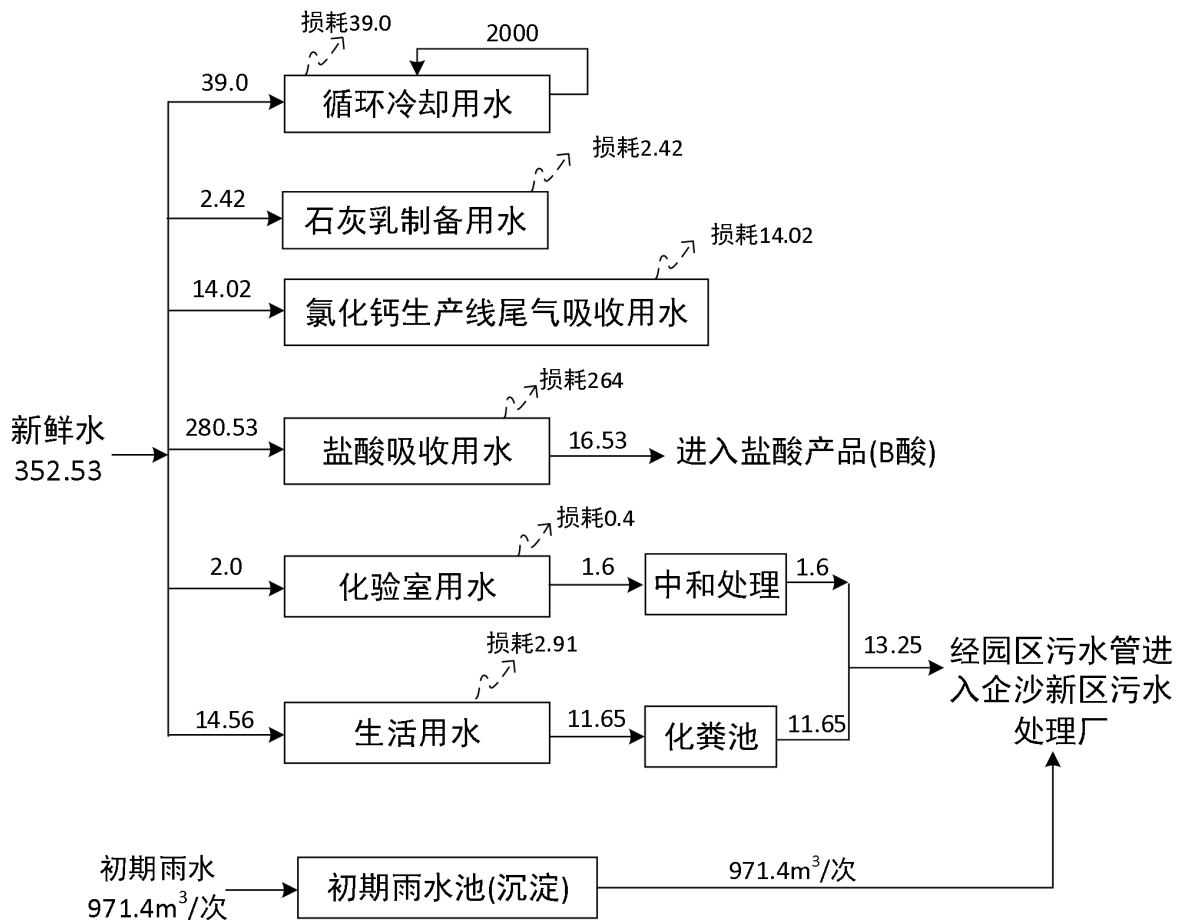 损耗39.0
2000
39.0
循环冷却用水
损耗2.42
2.42
石灰乳制备用水
损耗14.02
14.02
氯化钙生产线尾气吸收用水
损耗264
新鲜水
352.53
280.53
盐酸吸收用水
16.53
进入盐酸产品(B酸)
损耗0.4
2.0
化验室用水
1.6
中和处理
1.6
损耗2.91
13.25
经园区污水管进
入企沙新区污水
处理厂
14.56
生活用水
11.65
化粪池
11.65
初期雨水
971.4m³/次
初期雨水池(沉淀)
971.4m³/次